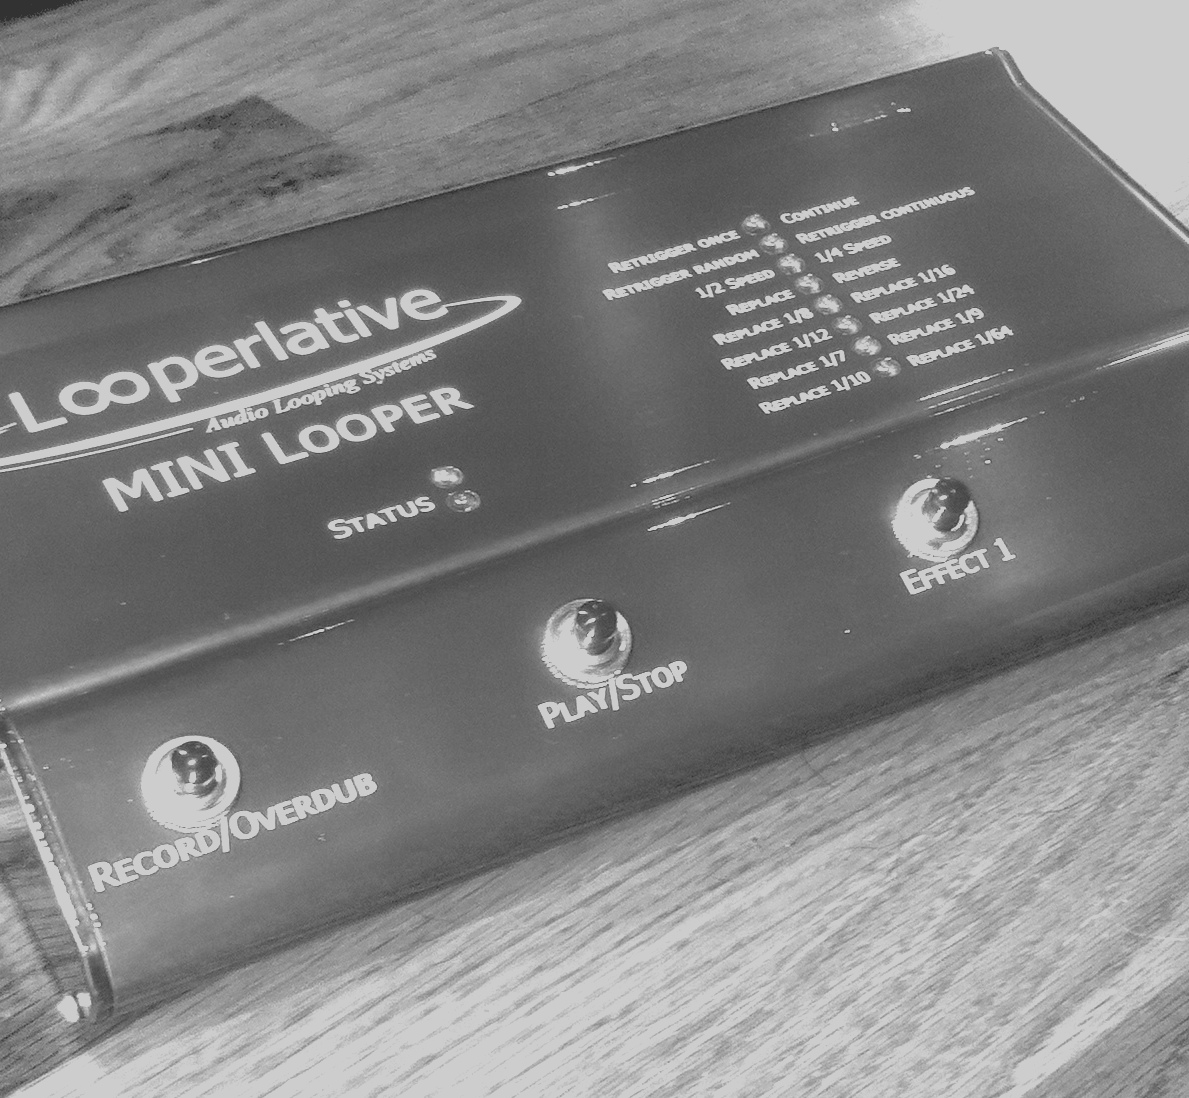 Looperlative
Audio Looping Systems
MINI LOOPER
STATUS
RETRIGGER ONCE CONTINUE
RETRIGGER RANDOM RETRIGGER CONTINUOUS
1/2 SPEED 1/4 SPEED
REPLACE REVERSE
REPLACE 1/8 REPLACE 1/16
REPLACE 1/12 REPLACE 1/24
REPLACE 1/7 REPLACE 1/9
REPLACE 1/10 REPLACE 1/64
RECORD/OVERDUB
PLAY/STOP
EFFECT 1